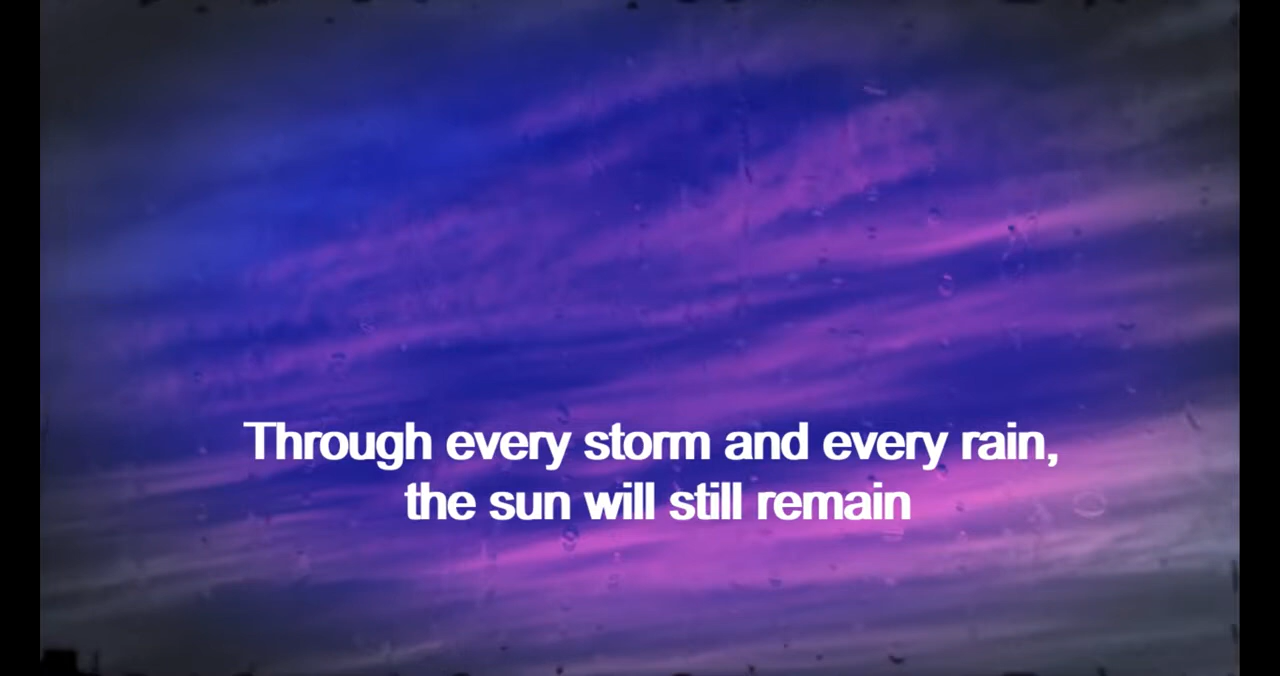 Through every storm and every rain,
the sun will still remain